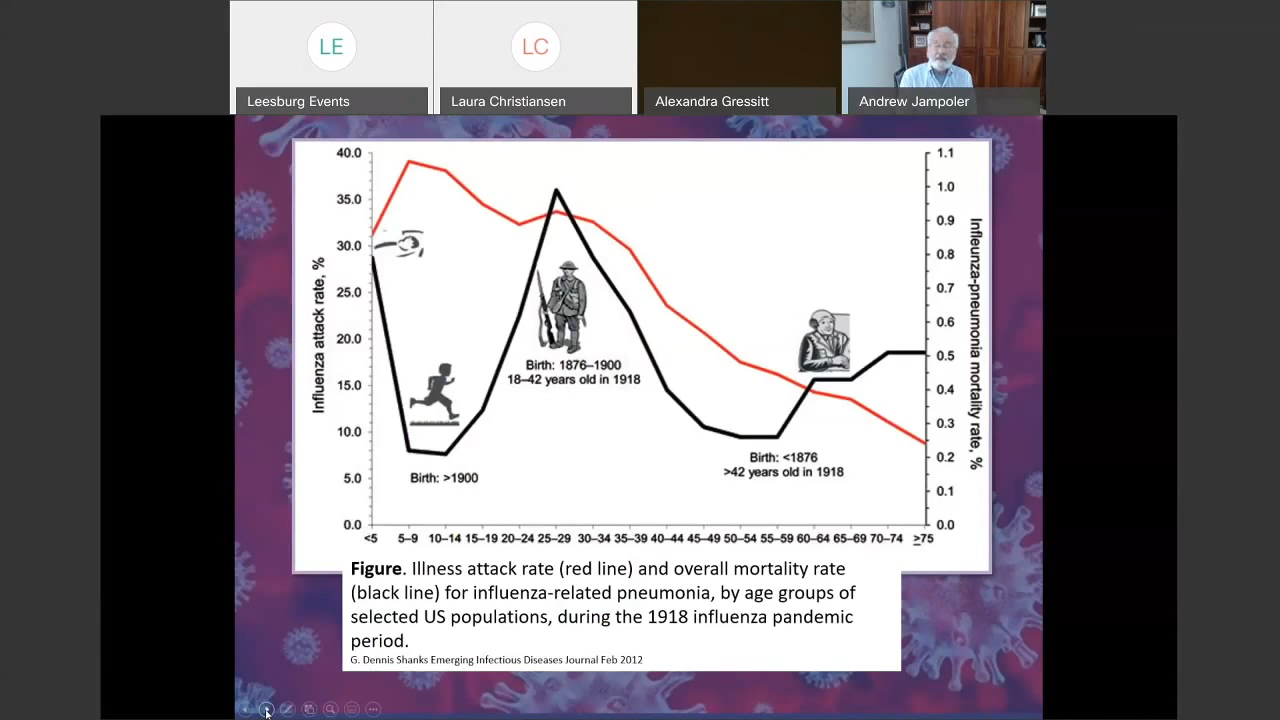 LE
LC
Leesburg Events
Laura Christiansen
Alexandra Gressitt
Andrew Jampoler
40.0
35.0
30.0
25.0
20.0
15.0
10.0
5.0
0.0
Influenza attack rate, %
1.1
1.0
0.9
0.8
0.7
0.6
0.5
0.4
0.3
0.2
0.1
0.0
Infleunza-pneumonia mortality rate, %
Birth: 1876–1900
18–42 years old in 1918
Birth: <1876
>42 years old in 1918
Birth: >1900
<5 5–9 10–14 15–19 20–24 25–29 30–34 35–39 40–44 45–49 50–54 55–59 60–64 65–69 70–74 ≥75
Figure. Illness attack rate (red line) and overall mortality rate
(black line) for influenza-related pneumonia, by age groups of
selected US populations, during the 1918 influenza pandemic
period.
G. Dennis Shanks Emerging Infectious Diseases Journal Feb 2012